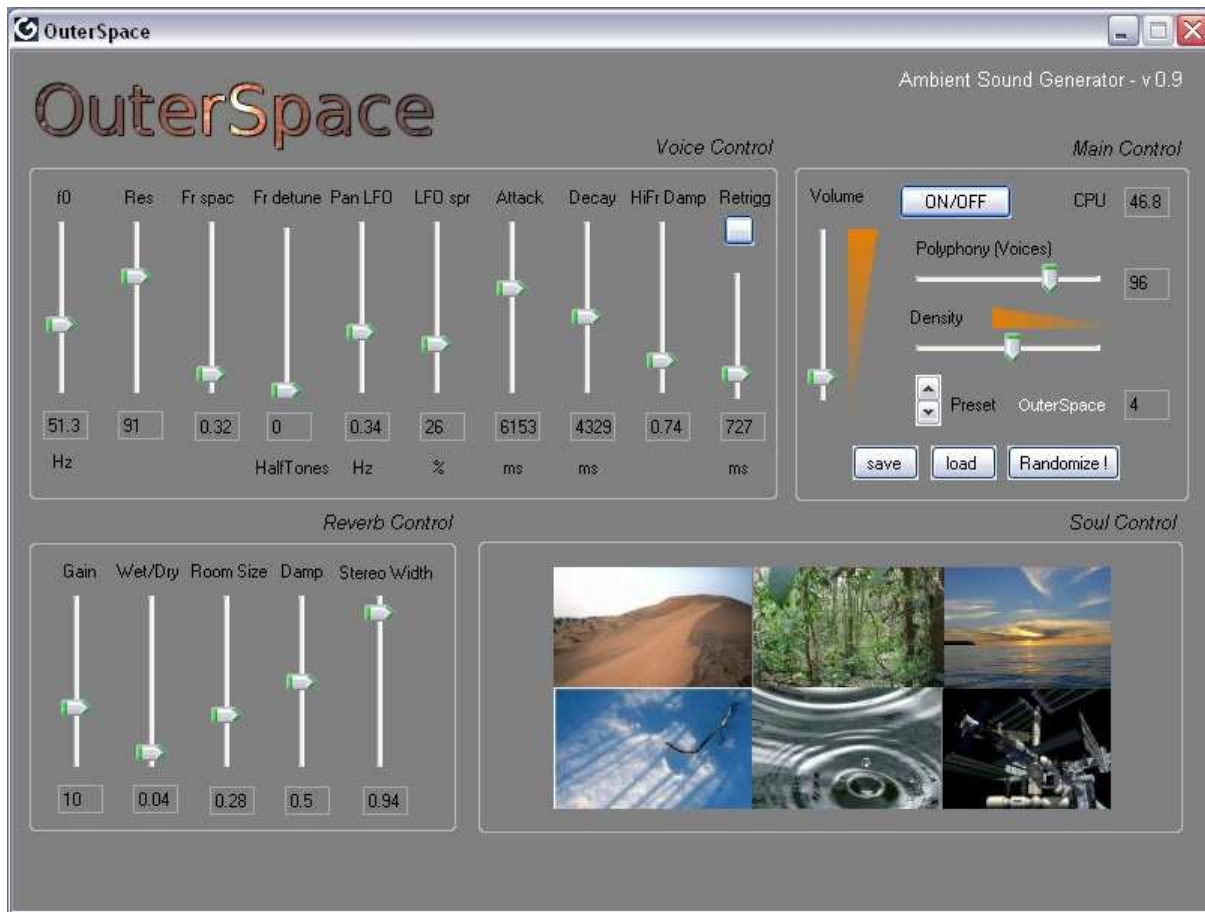 OuterSpace
OuterSpace
Ambient Sound Generator - v 0.9
Voice Control
f0 Res Fr spac Fr detune Pan LFO LFO spr Attack Decay HiFr Damp Retrigg
51.3 91 0.32 0 0.34 26 6153 4329 0.74 727
Hz HalfTones Hz % ms ms ms
Main Control
Volume ON/OFF CPU 46.8
Polyphony (Voices)
96
Density
Preset OuterSpace 4
save load Randomize !
Reverb Control
Gain Wet/Dry Room Size Damp Stereo Width
10 0.04 0.28 0.5 0.94
Soul Control